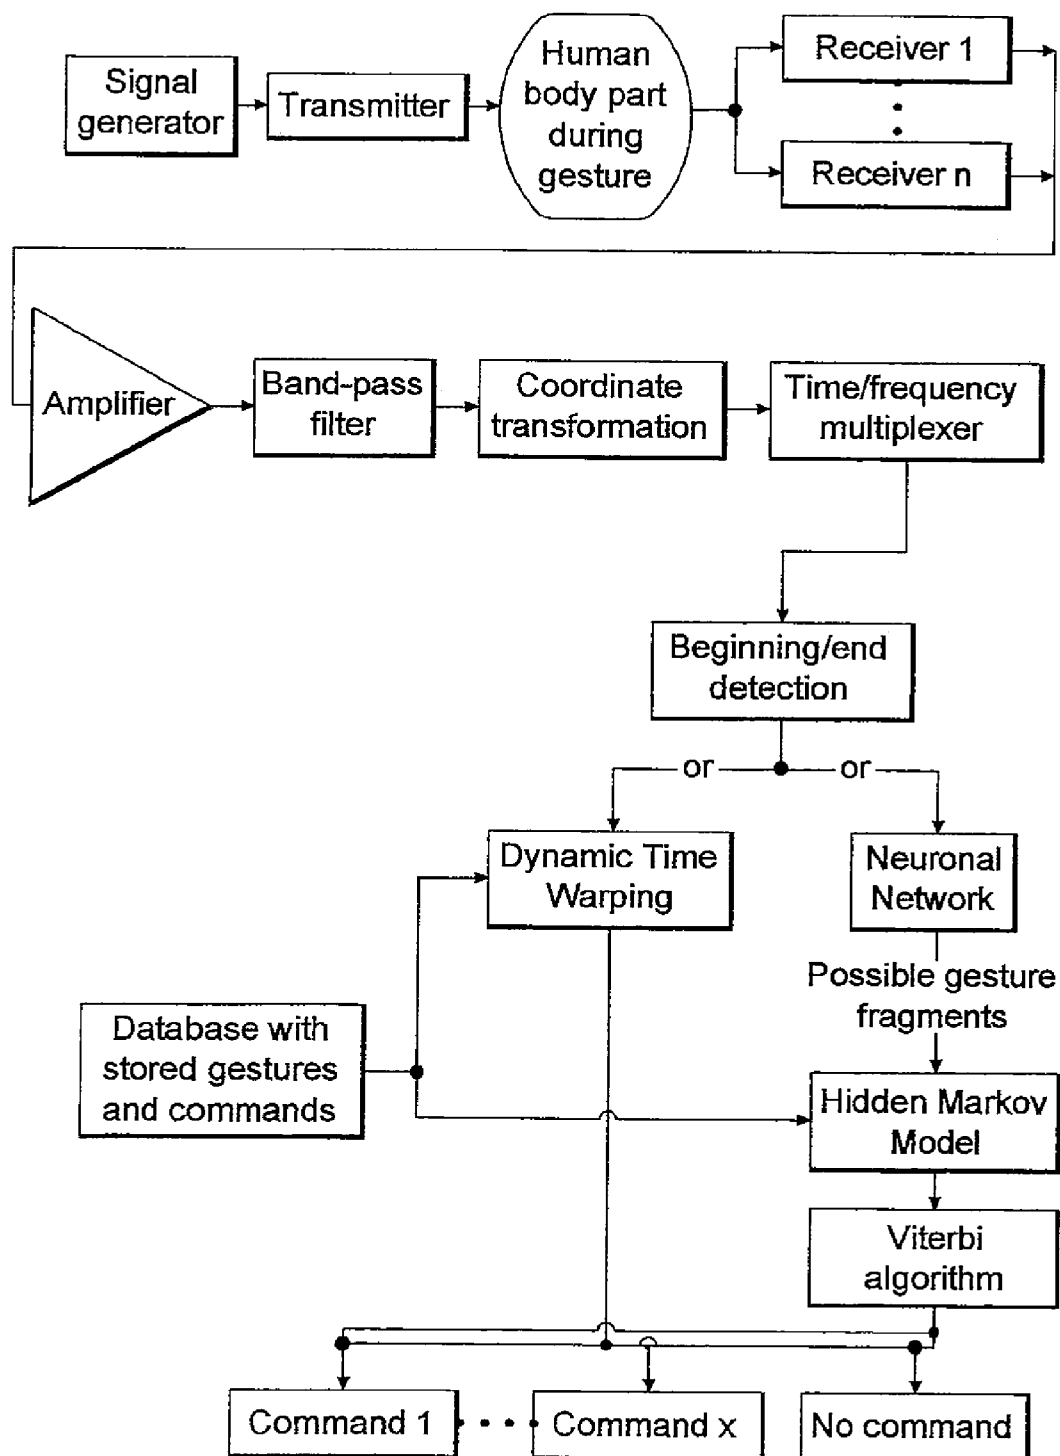 Signal
generator
Transmitter
Human
body part
during
gesture
Receiver 1
Receiver n
Amplifier
Band-pass
filter
Coordinate
transformation
Time/frequency
multiplexer
Beginning/end
detection
or
or
Dynamic Time
Warping
Neuronal
Network
Possible gesture
fragments
Database with
stored gestures
and commands
Hidden Markov
Model
Viterbi
algorithm
Command 1
Command x
No command